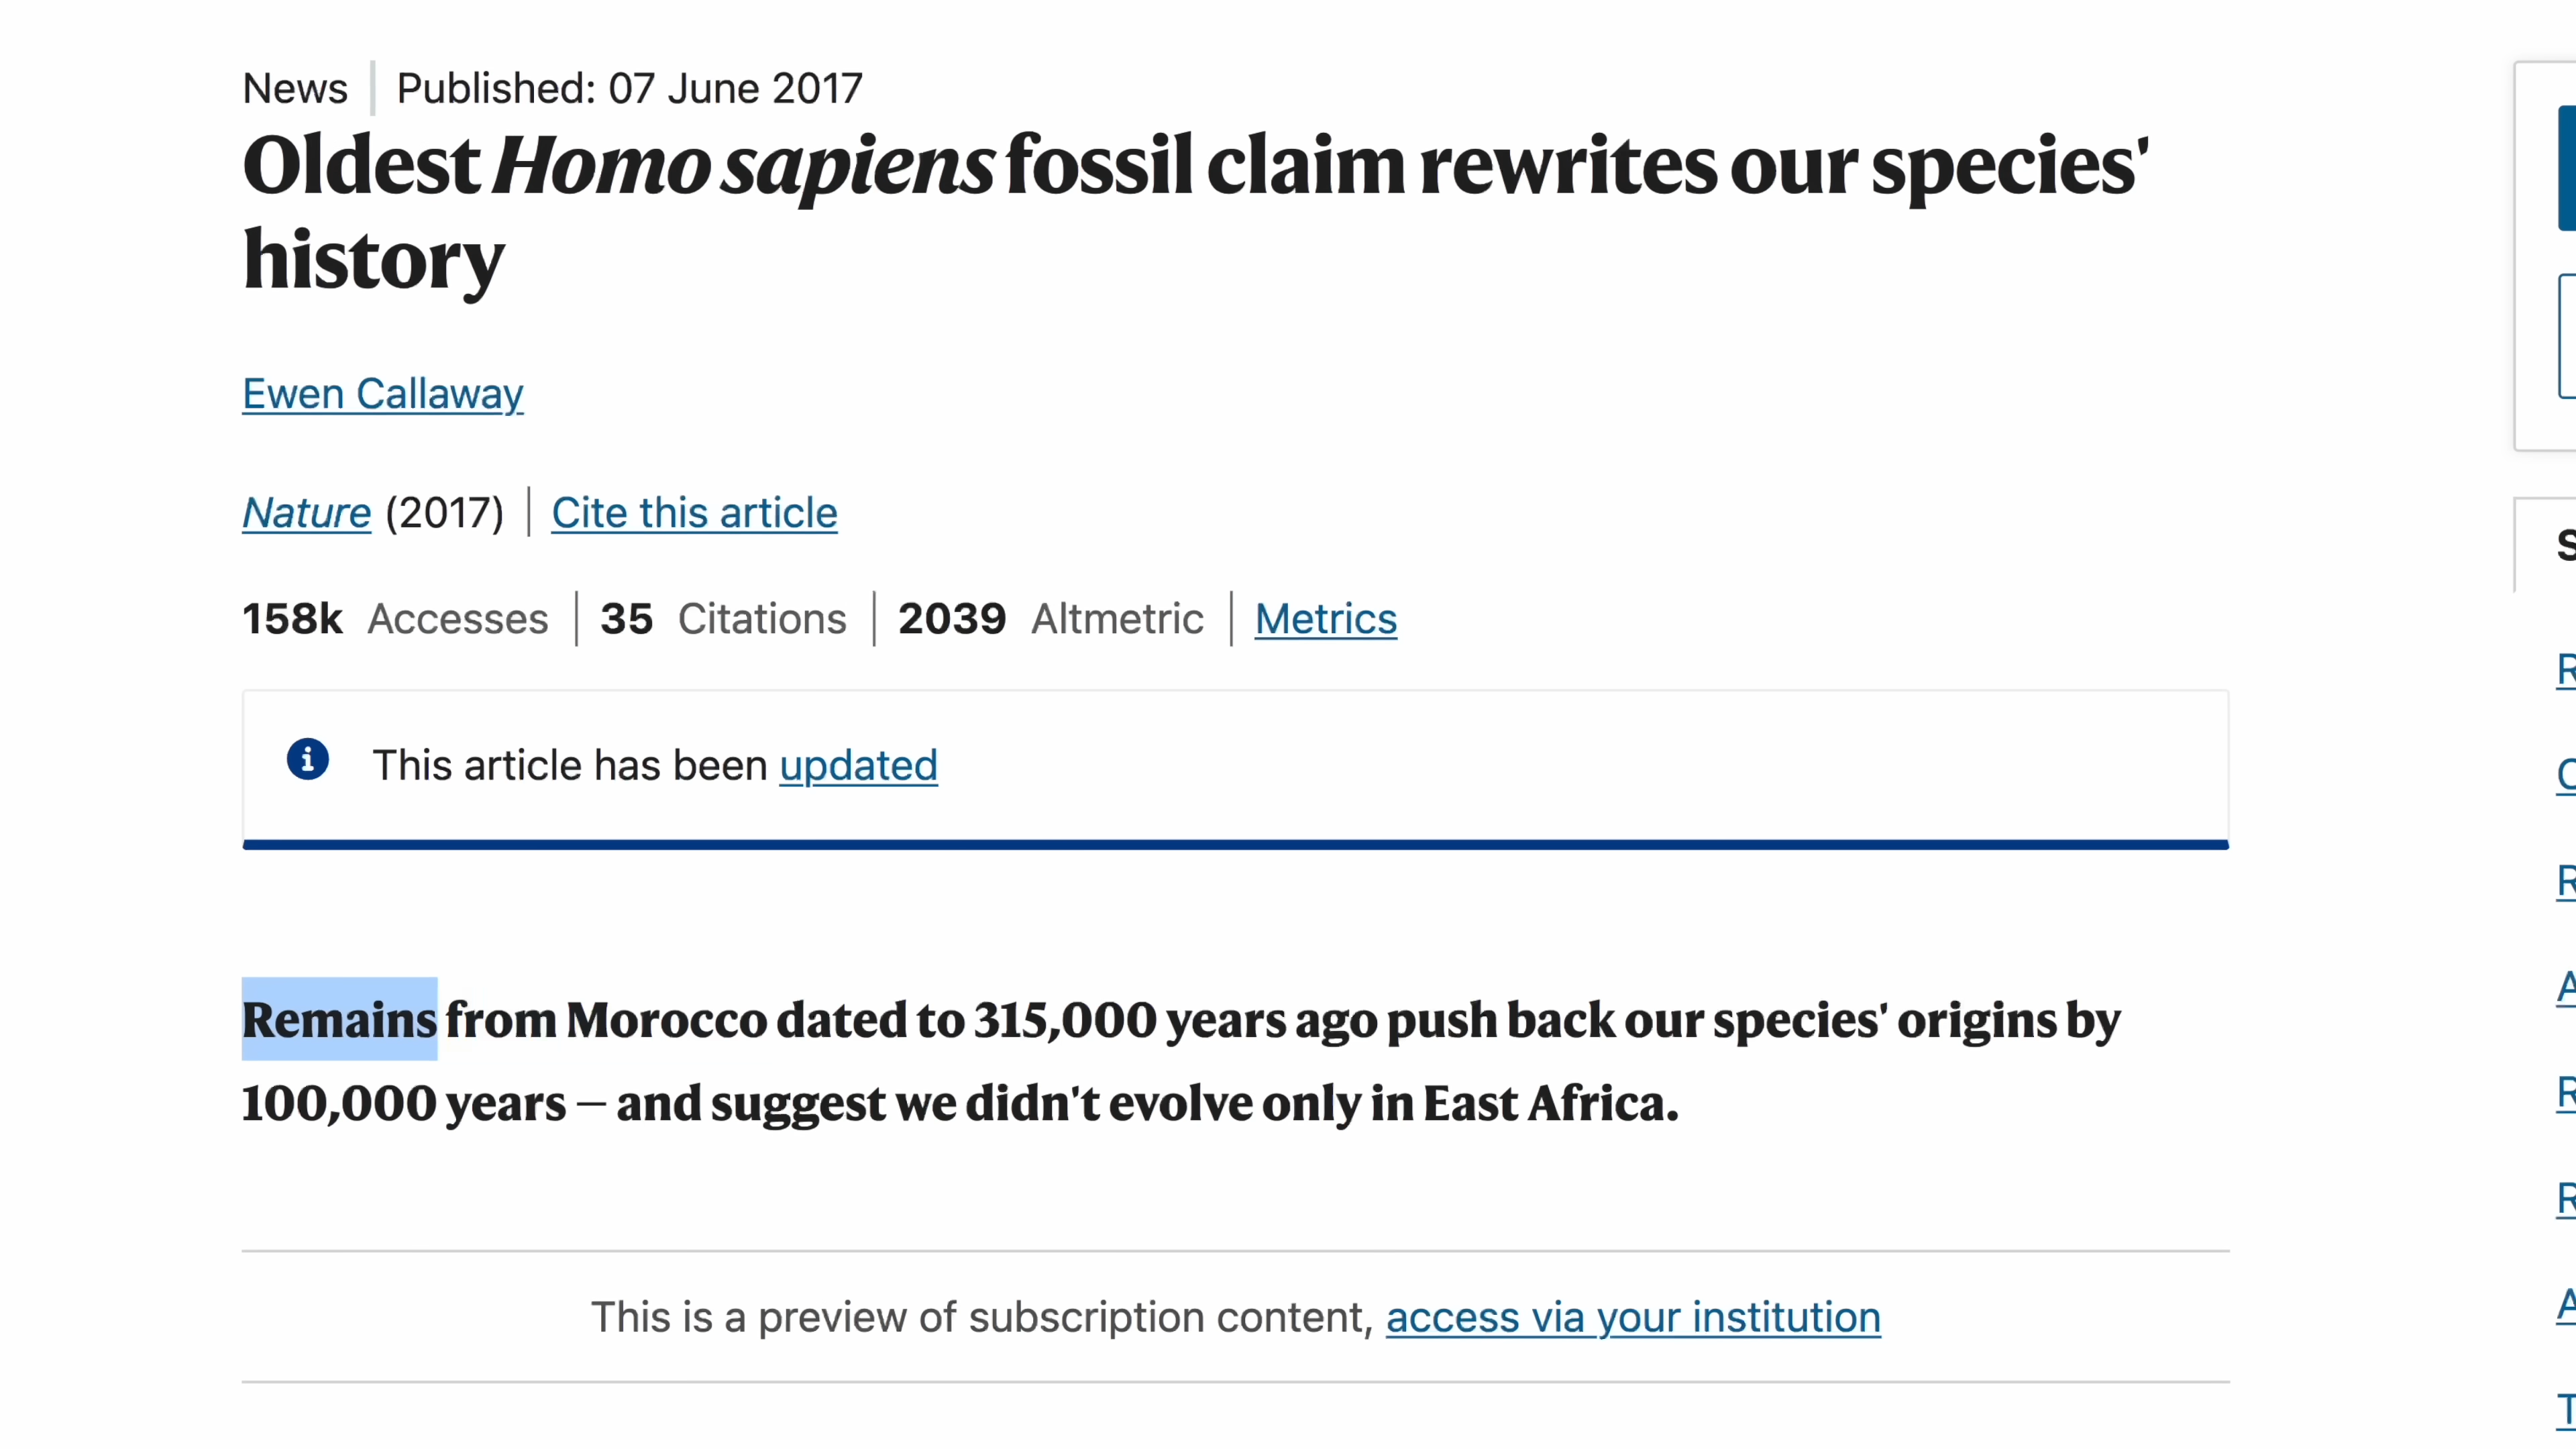 News Published: 07 June 2017
Oldest Homo sapiens fossil claim rewrites our species'
history
Ewen Callaway
Nature (2017) Cite this article
158k Accesses 35 Citations 2039 Altmetric Metrics
This article has been updated
Remains from Morocco dated to 315,000 years ago push back our species' origins by
100,000 years – and suggest we didn't evolve only in East Africa.
This is a preview of subscription content, access via your institution